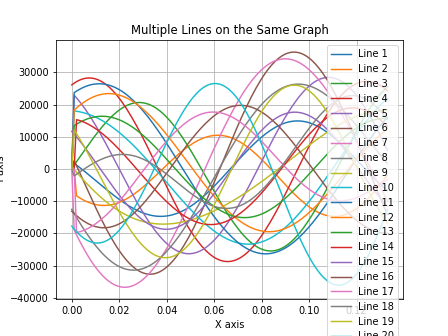 Multiple Lines on the Same Graph
30000
20000
10000
0
−10000
−20000
−30000
−40000
0.00
0.02
0.04
0.06
0.08
0.10
X axis
Line 1
Line 2
Line 3
Line 4
Line 5
Line 6
Line 7
Line 8
Line 9
Line 10
Line 11
Line 12
Line 13
Line 14
Line 15
Line 16
Line 17
Line 18
Line 19
Line 20